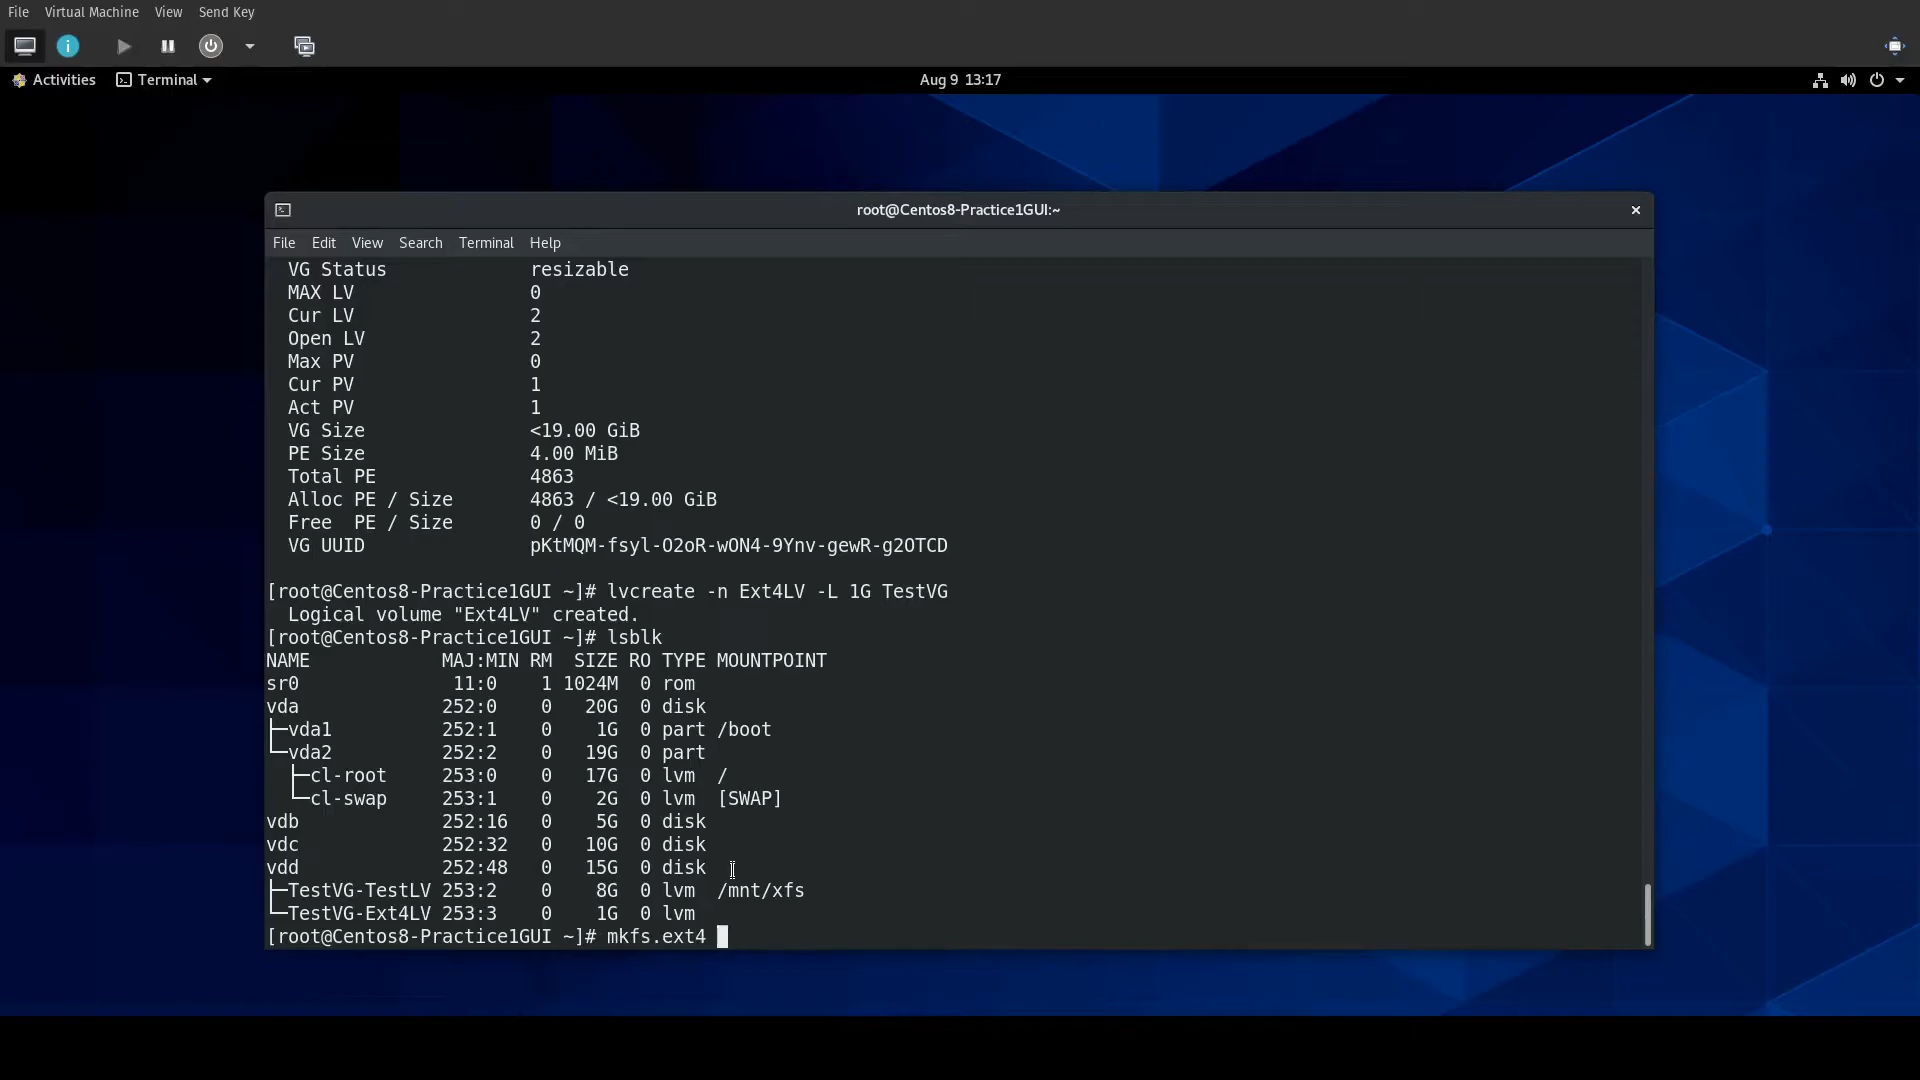 File Virtual Machine View Send Key
Activities Terminal Aug 9 13:17
root@Centos8-Practice1GUI:~
File Edit View Search Terminal Help
VG Status resizable
MAX LV 0
Cur LV 2
Open LV 2
Max PV 0
Cur PV 1
Act PV 1
VG Size <19.00 GiB
PE Size 4.00 MiB
Total PE 4863
Alloc PE / Size 4863 / <19.00 GiB
Free PE / Size 0 / 0
VG UUID pKtMQM-fsyl-O2oR-wON4-9Ynv-gewR-g2OTCD
[root@Centos8-Practice1GUI ~]# lvcreate -n Ext4LV -L 1G TestVG
Logical volume "Ext4LV" created.
[root@Centos8-Practice1GUI ~]# lsblk
NAME MAJ:MIN RM SIZE RO TYPE MOUNTPOINT
sr0 11:0 1 1024M 0 rom
vda 252:0 0 20G 0 disk
├─vda1 252:1 0 1G 0 part /boot
└─vda2 252:2 0 19G 0 part
├─cl-root 253:0 0 17G 0 lvm /
└─cl-swap 253:1 0 2G 0 lvm [SWAP]
vdb 252:16 0 5G 0 disk
vdc 252:32 0 10G 0 disk
vdd 252:48 0 15G 0 disk
├─TestVG-TestLV 253:2 0 8G 0 lvm /mnt/xfs
└─TestVG-Ext4LV 253:3 0 1G 0 lvm
[root@Centos8-Practice1GUI ~]# mkfs.ext4